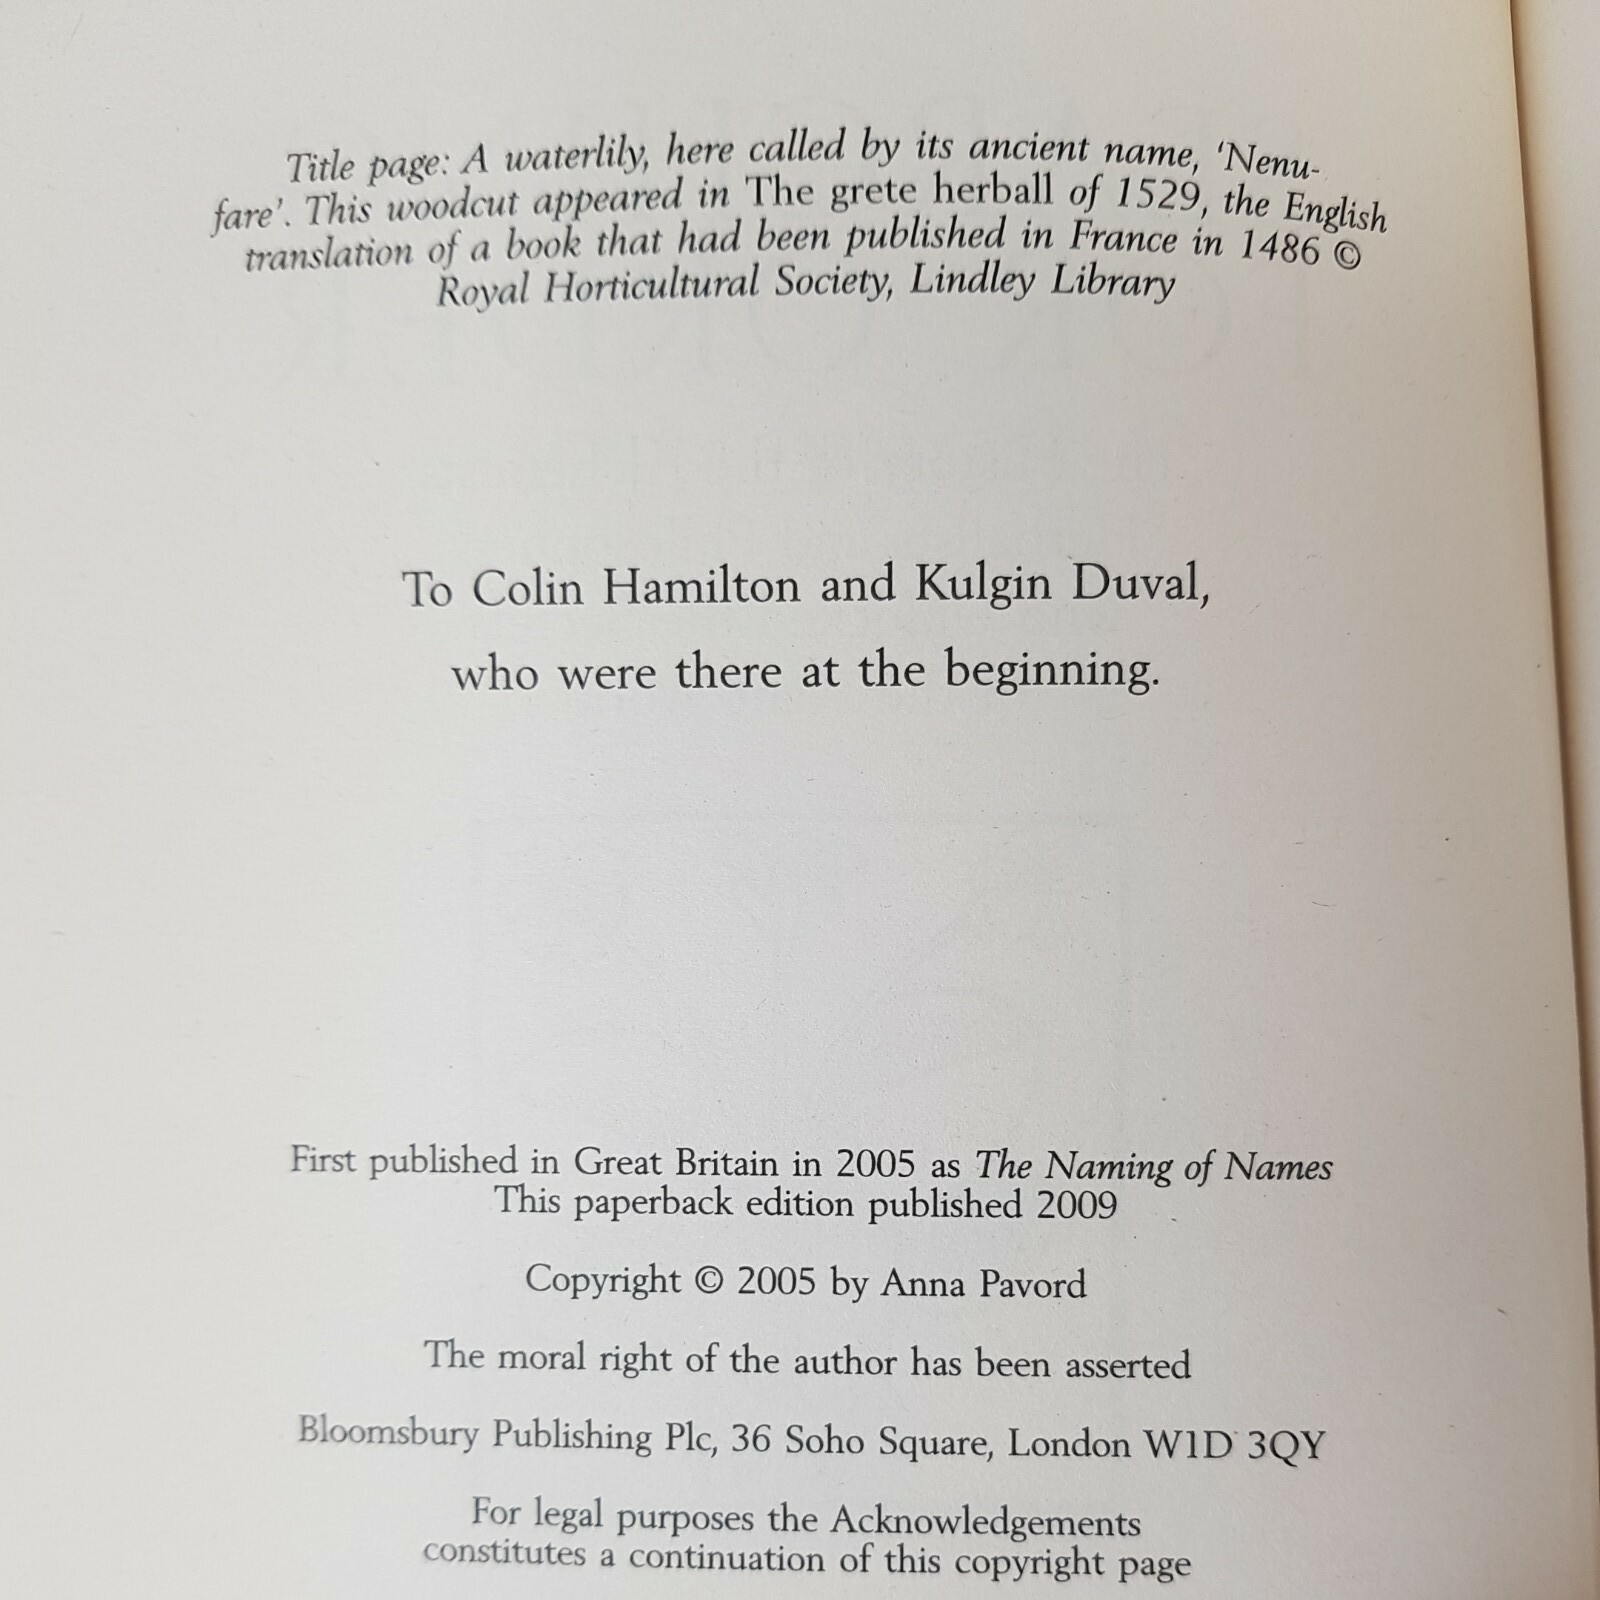 Title page: A waterlily, here called by its ancient name, 'Nenu-
fare'. This woodcut appeared in The grete herball of 1529, the English
translation of a book that had been published in France in 1486 ©
Royal Horticultural Society, Lindley Library
To Colin Hamilton and Kulgin Duval,
who were there at the beginning.
First published in Great Britain in 2005 as The Naming of Names
This paperback edition published 2009
Copyright © 2005 by Anna Pavord
The moral right of the author has been asserted
Bloomsbury Publishing Plc, 36 Soho Square, London W1D 3QY
For legal purposes the Acknowledgements
constitutes a continuation of this copyright page